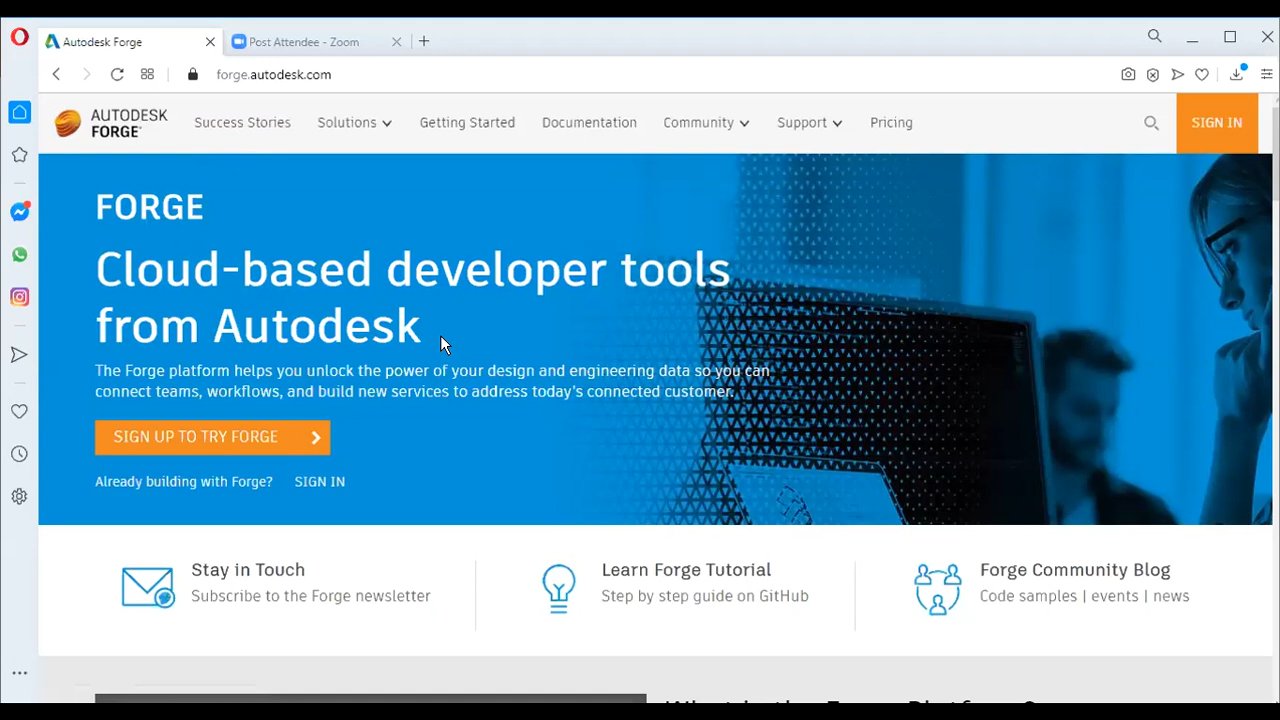 Autodesk Forge
Post Attendee - Zoom
forge.autodesk.com
AUTODESK
FORGE
Success Stories
Solutions
Getting Started
Documentation
Community
Support
Pricing
SIGN IN
FORGE
Cloud-based developer tools
from Autodesk
The Forge platform helps you unlock the power of your design and engineering data so you can
connect teams, workflows, and build new services to address today's connected customer.
SIGN UP TO TRY FORGE
Already building with Forge? SIGN IN
Stay in Touch
Subscribe to the Forge newsletter
Learn Forge Tutorial
Step by step guide on GitHub
Forge Community Blog
Code samples | events | news